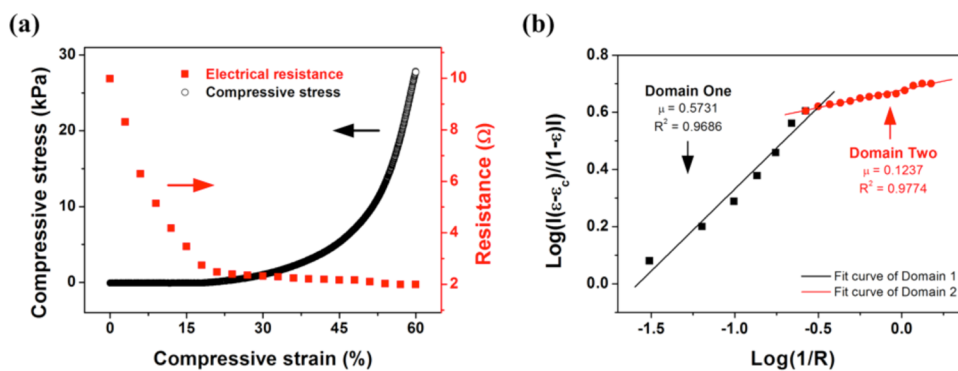 (a)
30
20
10
0
Compressive stress (kPa)
Electrical resistance
Compressive stress
10
8
6
4
2
Resistance (Ω)
0
15
30
45
60
Compressive strain (%)
(b)
0.8
0.6
0.4
0.2
0.0
Log(l(ε-εc)/(1-ε)l)
Domain One
μ = 0.5731
R² = 0.9686
Domain Two
μ = 0.1237
R² = 0.9774
Fit curve of Domain 1
Fit curve of Domain 2
-1.5
-1.0
-0.5
0.0
Log(1/R)